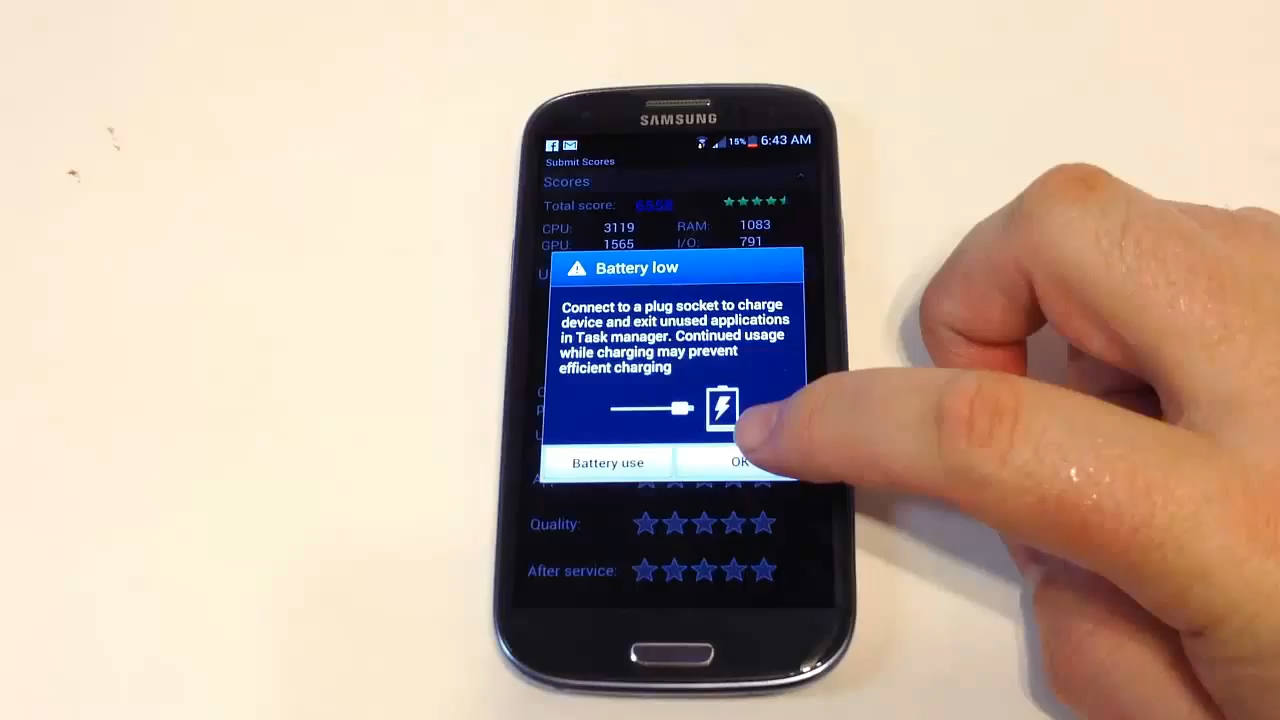 SAMSUNG
15% 6:43 AM
Submit Scores
Scores
Total score: 6558
CPU: 3119 RAM: 1083
GPU: 1565 I/O: 791
Battery low
Connect to a plug socket to charge
device and exit unused applications
in Task manager. Continued usage
while charging may prevent
efficient charging
Battery use OK
Quality:
After service: